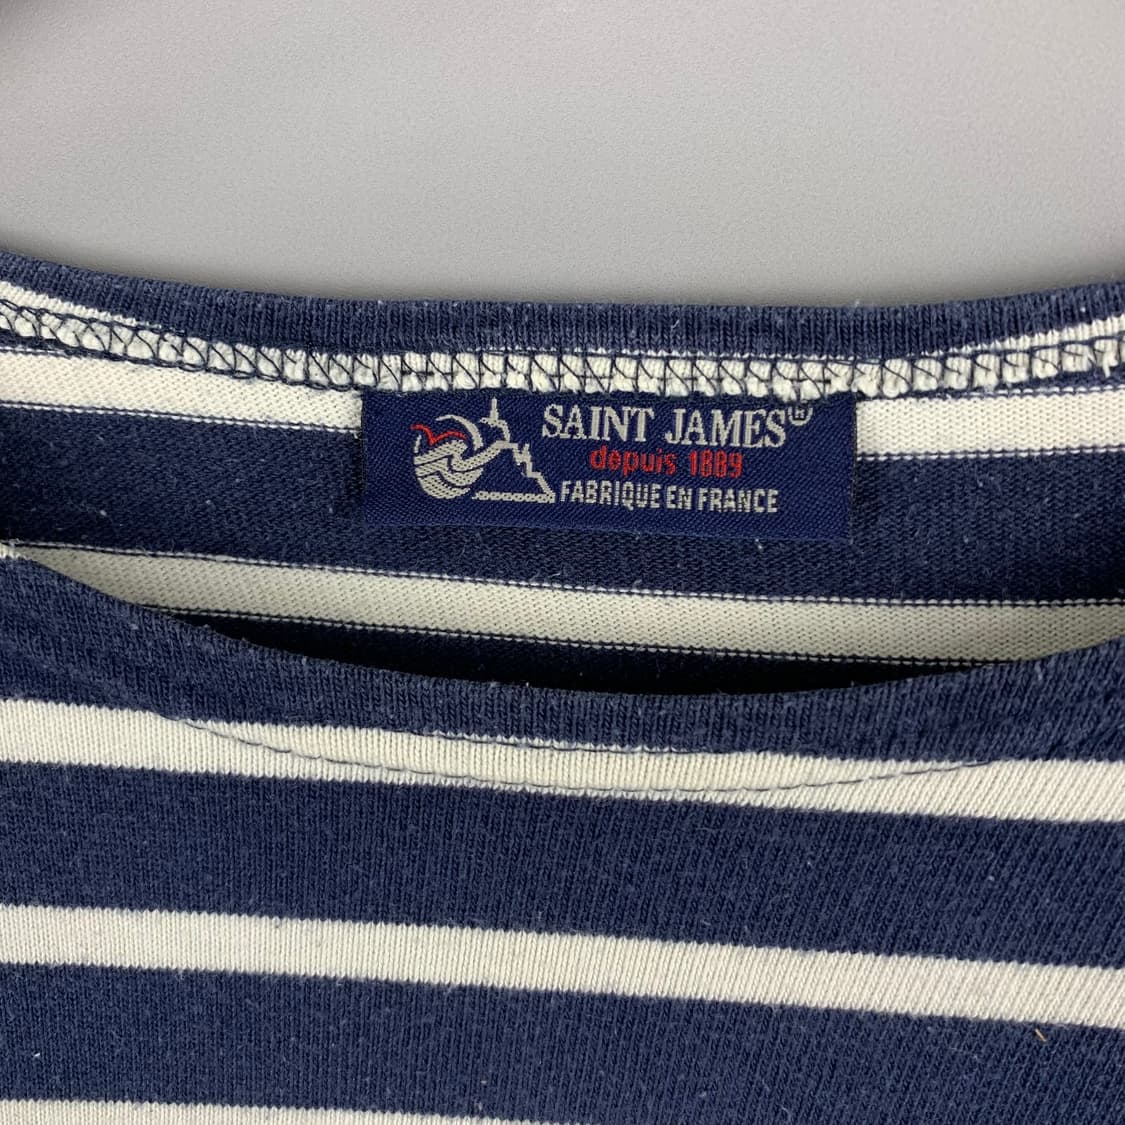 SAINT JAMES®
depuis 1889
FABRIQUE EN FRANCE